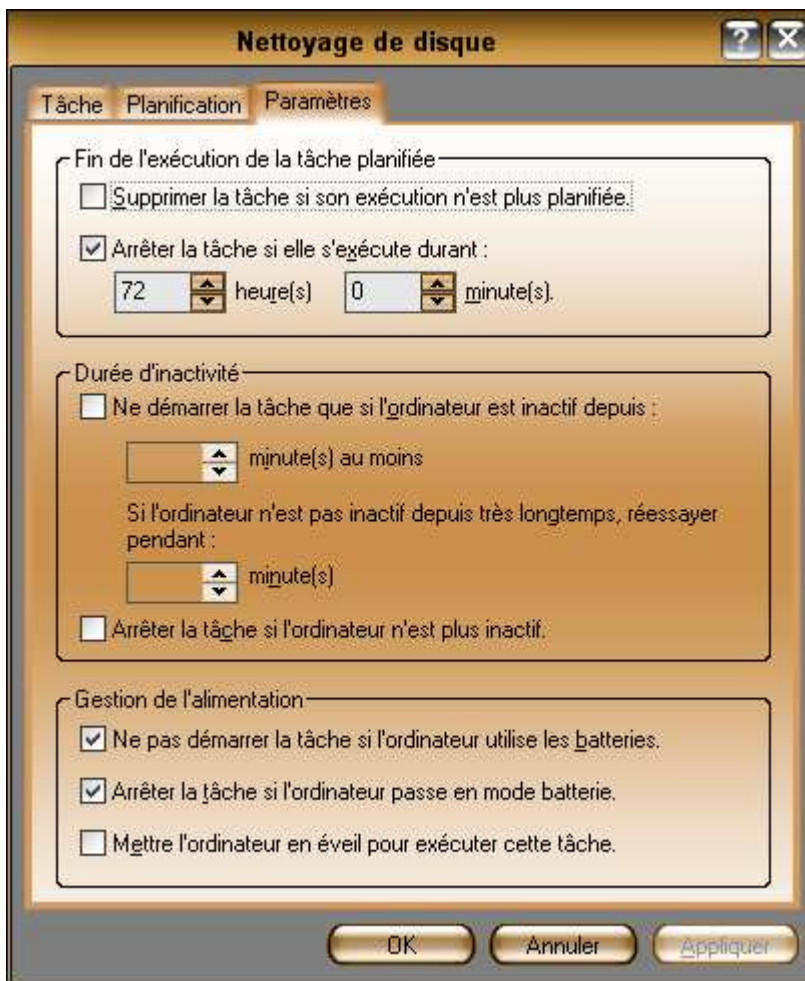 Nettoyage de disque
Tâche Planification Paramètres
Fin de l'exécution de la tâche planifiée
Supprimer la tâche si son exécution n'est plus planifiée.
Arrêter la tâche si elle s'exécute durant :
72 heure(s) 0 minute(s).
Durée d'inactivité
Ne démarrer la tâche que si l'ordinateur est inactif depuis :
minute(s) au moins
Si l'ordinateur n'est pas inactif depuis très longtemps, réessayer
pendant :
minute(s)
Arrêter la tâche si l'ordinateur n'est plus inactif.
Gestion de l'alimentation
Ne pas démarrer la tâche si l'ordinateur utilise les batteries.
Arrêter la tâche si l'ordinateur passe en mode batterie.
Mettre l'ordinateur en éveil pour exécuter cette tâche.
OK Annuler Appliquer